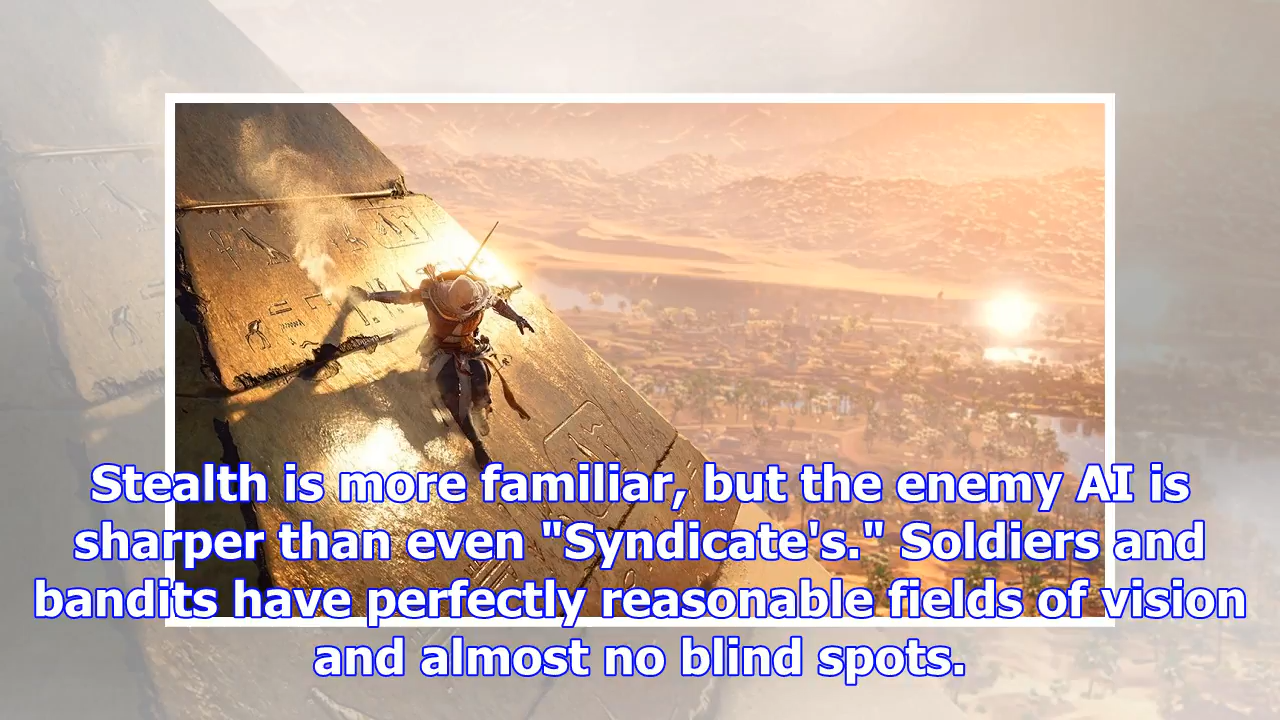 Stealth is more familiar, but the enemy AI is
sharper than even "Syndicate's." Soldiers and
bandits have perfectly reasonable fields of vision
and almost no blind spots.